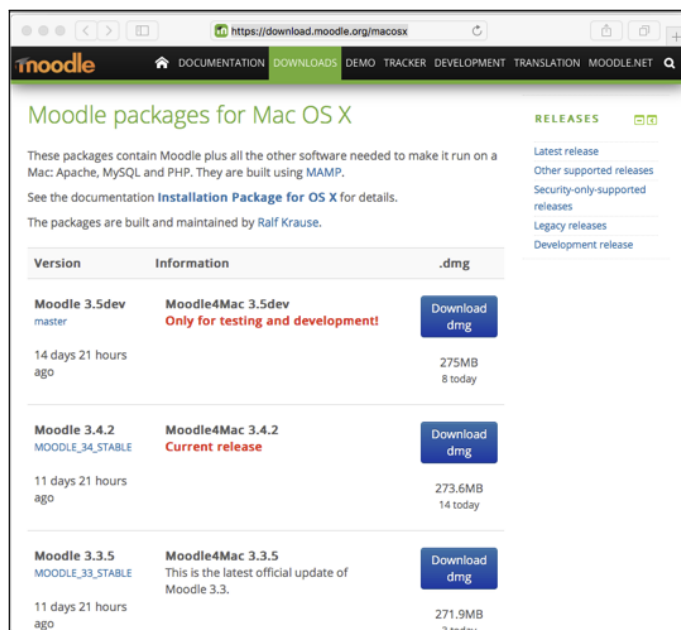 https://download.moodle.org/macosx
moodle DOCUMENTATION DOWNLOADS DEMO TRACKER DEVELOPMENT TRANSLATION MOODLE.NET
Moodle packages for Mac OS X
These packages contain Moodle plus all the other software needed to make it run on a
Mac: Apache, MySQL and PHP. They are built using MAMP.
See the documentation Installation Package for OS X for details.
The packages are built and maintained by Ralf Krause.
RELEASES
Latest release
Other supported releases
Security-only-supported
releases
Legacy releases
Development release
Version Information .dmg
Moodle 3.5dev Moodle4Mac 3.5dev Download
master Only for testing and development! dmg
14 days 21 hours 275MB
ago 8 today
Moodle 3.4.2 Moodle4Mac 3.4.2 Download
MOODLE_34_STABLE Current release dmg
11 days 21 hours 273.6MB
ago 14 today
Moodle 3.3.5 Moodle4Mac 3.3.5 Download
MOODLE_33_STABLE This is the latest official update of dmg
Moodle 3.3.
11 days 21 hours 271.9MB
ago